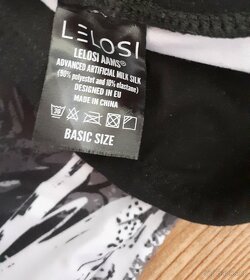 LELOSI
LELOSI AAMS®
ADVANCED ARTIFICIAL MILK SILK
(90% polyester and 10% elastane)
DESIGNED IN EU
MADE IN CHINA
BASIC SIZE